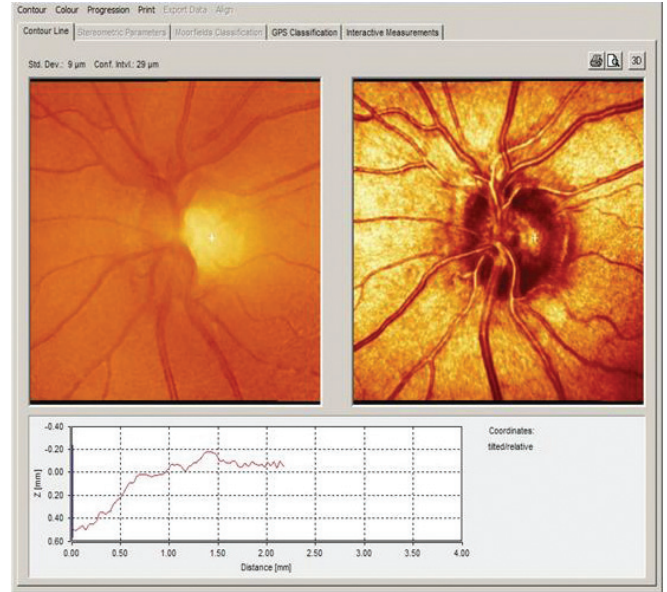 Contour Colour Progression Print Export Data Align
Contour Line Stereometric Parameters Moorfields Classification GPS Classification Interactive Measurements
Std. Dev.: 9 µm Conf. Intvl.: 29 µm
3D
-0.40
-0.20
0.00
0.20
0.40
0.60
Z [mm]
0.00 0.50 1.00 1.50 2.00 2.50 3.00 3.50 4.00
Distance [mm]
Coordinates:
tilted/relative